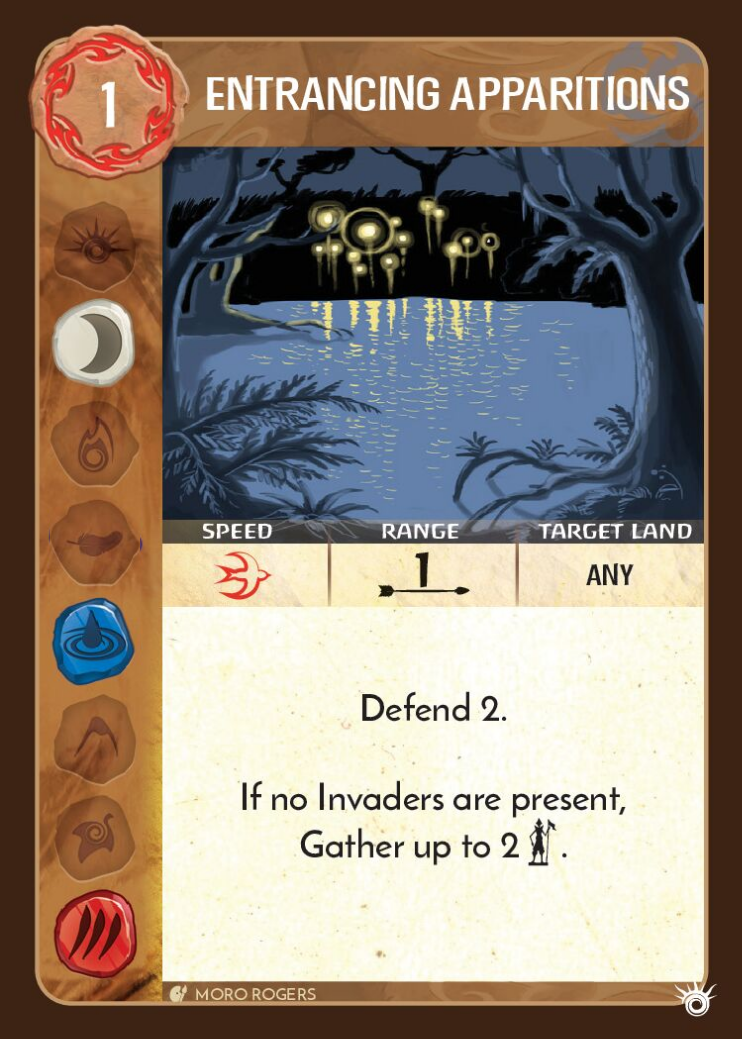 1
ENTRANCING APPARITIONS
SPEED RANGE TARGET LAND
1 ANY
Defend 2.
If no Invaders are present,
Gather up to 2 .
MORO ROGERS